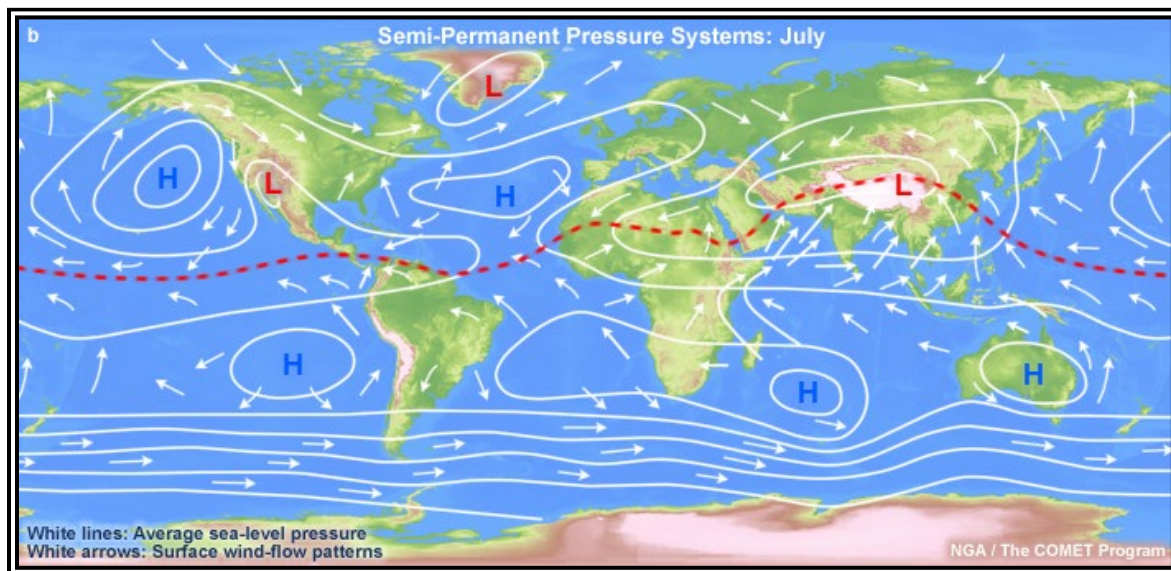 b
Semi-Permanent Pressure Systems: July
L
H
L
H
L
H
H
H
White lines: Average sea-level pressure
White arrows: Surface wind-flow patterns
NGA / The COMET Program